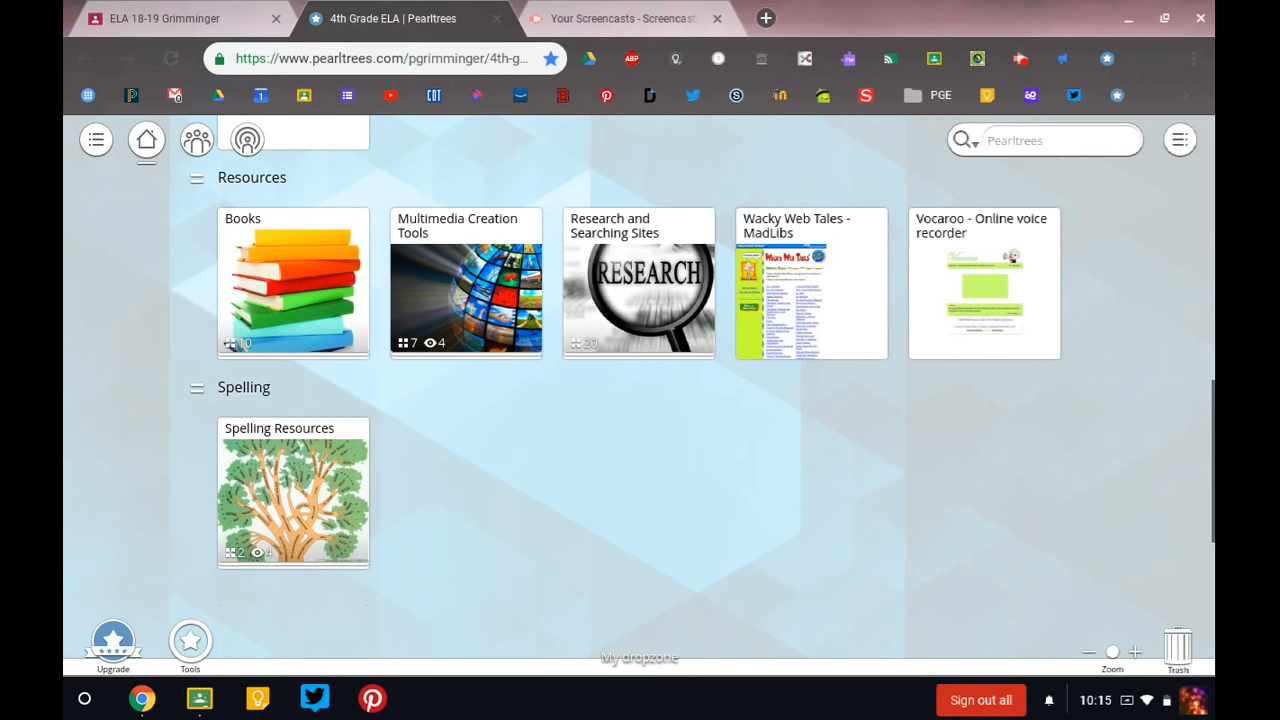 ELA 18-19 Grimminger
4th Grade ELA | Pearltrees
Your Screencasts - Screencast
https://www.pearltrees.com/pgrimminger/4th-g...
ABP
CDT
PGE
Pearltrees
Resources
Books
Multimedia Creation
Tools
7 4
Research and
Searching Sites
RESEARCH
20
Wacky Web Tales -
MadLibs
Vocaroo - Online voice
recorder
Spelling
Spelling Resources
2 4
Upgrade
Tools
My dropzone
Zoom
Trash
Sign out all
10:15